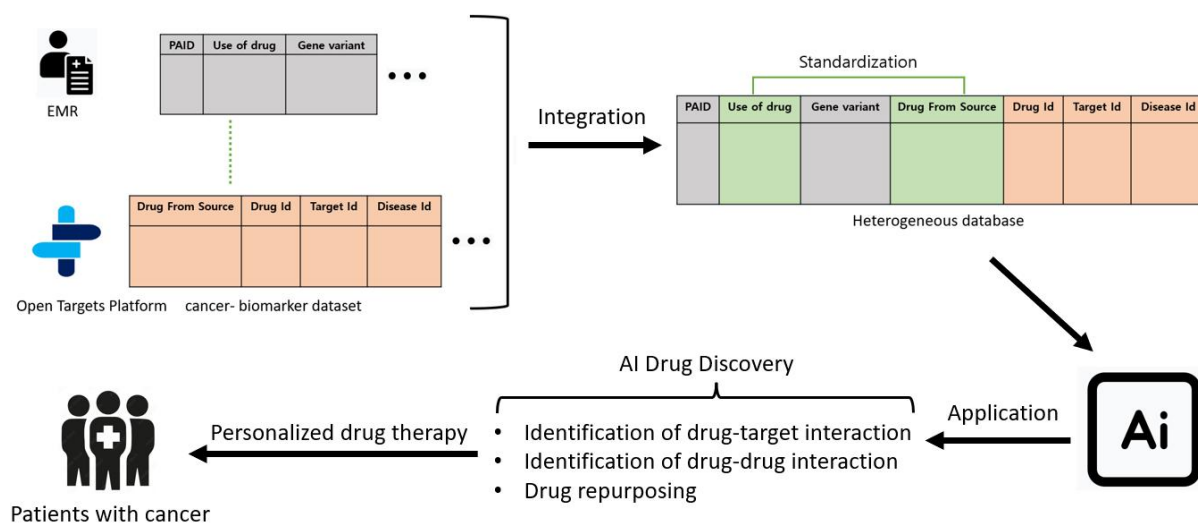 PAID Use of drug Gene variant
•••
EMR
Drug From Source Drug Id Target Id Disease Id
•••
Open Targets Platform cancer- biomarker dataset
Integration
Standardization
PAID Use of drug Gene variant Drug From Source Drug Id Target Id Disease Id
Heterogeneous database
Ai
Application
AI Drug Discovery
• Identification of drug-target interaction
• Identification of drug-drug interaction
• Drug repurposing
Personalized drug therapy
Patients with cancer